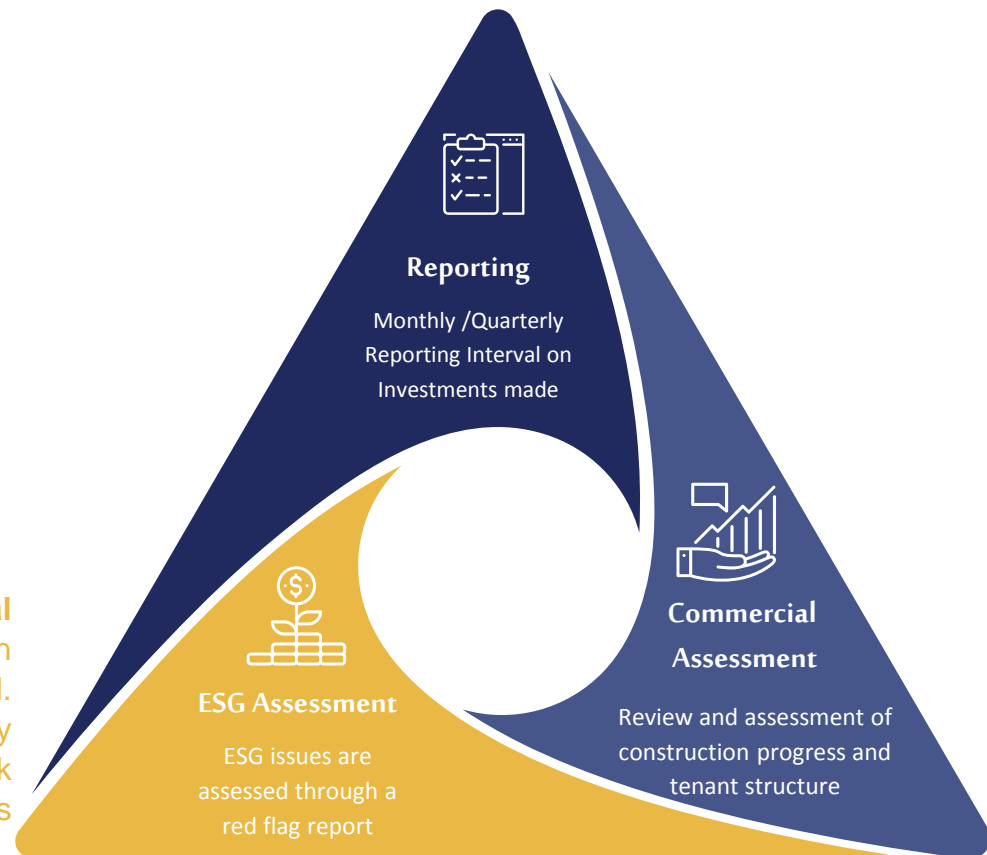 Reporting
Monthly /Quarterly
Reporting Interval on
Investments made
Commercial
Assessment
Review and assessment of
construction progress and
tenant structure
ESG Assessment
ESG issues are
assessed through a
red flag report